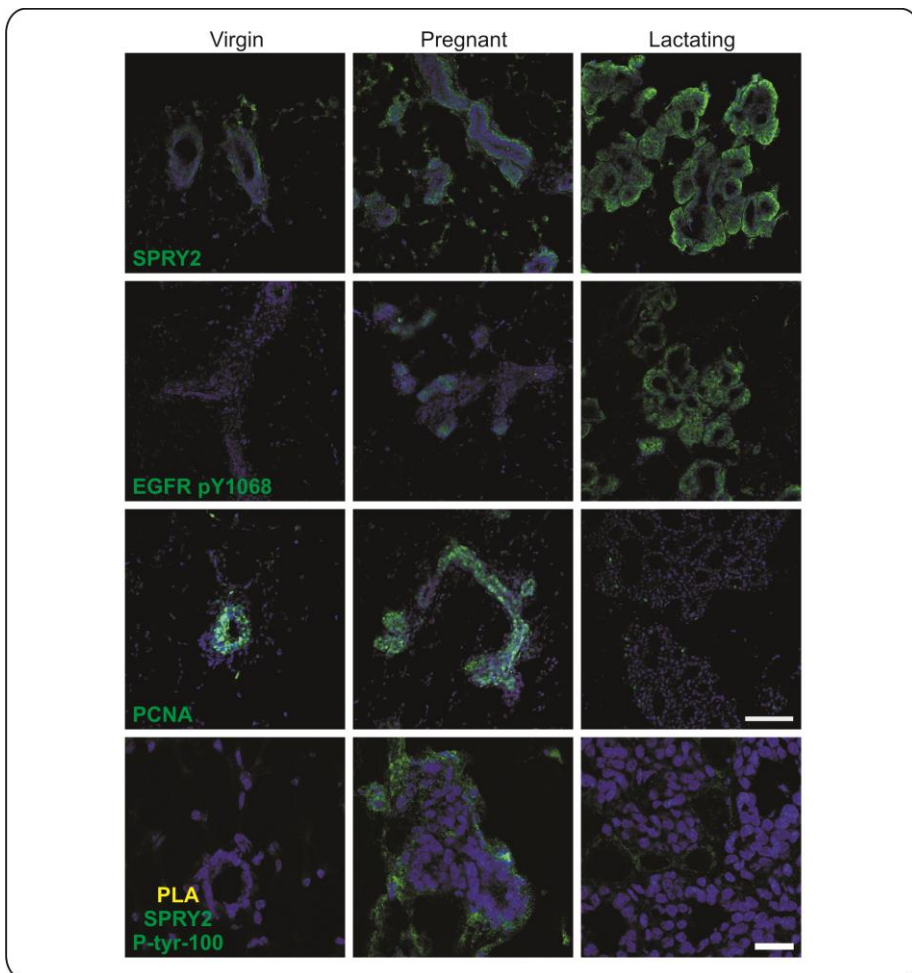 Virgin Pregnant Lactating
SPRY2
EGFR pY1068
PCNA
PLA
SPRY2
P-tyr-100